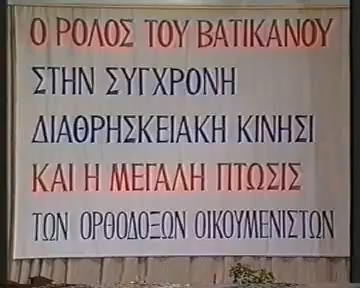 Ο ΡΟΛΟΣ ΤΟΥ ΒΑΤΙΚΑΝΟΥ
ΣΤΗΝ ΣΥΓΧΡΟΝΗ
ΔΙΑΘΡΗΣΚΕΙΑΚΗ ΚΙΝΗΣΙ
ΚΑΙ Η ΜΕΓΑΛΗ ΠΤΩΣΙΣ
ΤΩΝ ΟΡΘΟΔΟΞΩΝ ΟΙΚΟΥΜΕΝΙΣΤΩΝ